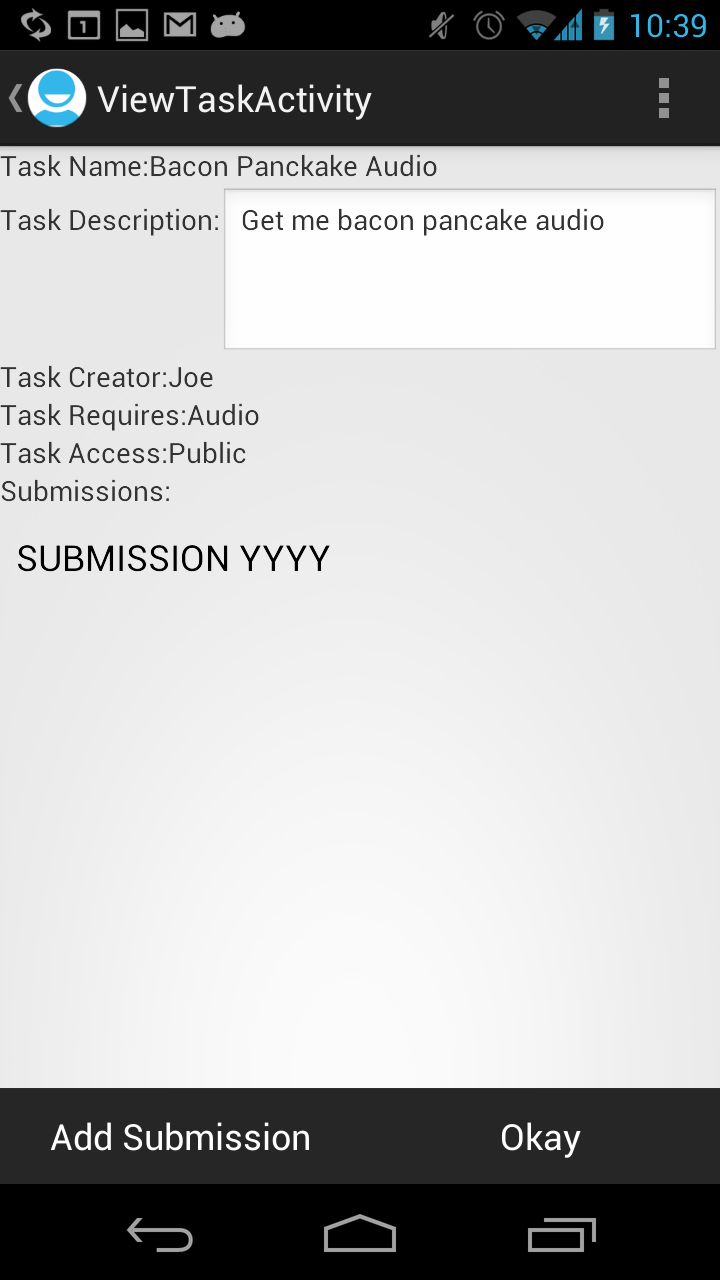 10:39
ViewTaskActivity
Task Name:Bacon Panckake Audio
Task Description: Get me bacon pancake audio
Task Creator:Joe
Task Requires:Audio
Task Access:Public
Submissions:
SUBMISSION YYYY
Add Submission Okay